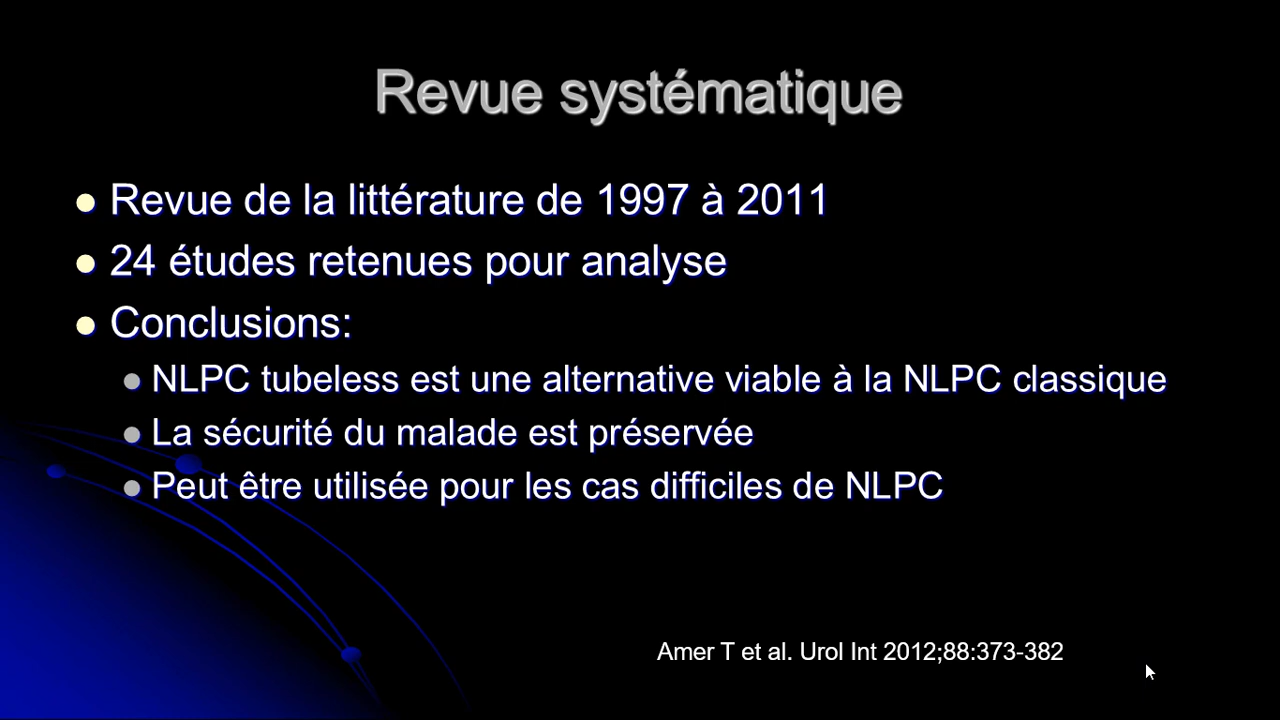 Revue systématique
Revue de la littérature de 1997 à 2011
24 études retenues pour analyse
Conclusions:
NLPC tubeless est une alternative viable à la NLPC classique
La sécurité du malade est préservée
Peut être utilisée pour les cas difficiles de NLPC
Amer T et al. Urol Int 2012;88:373-382